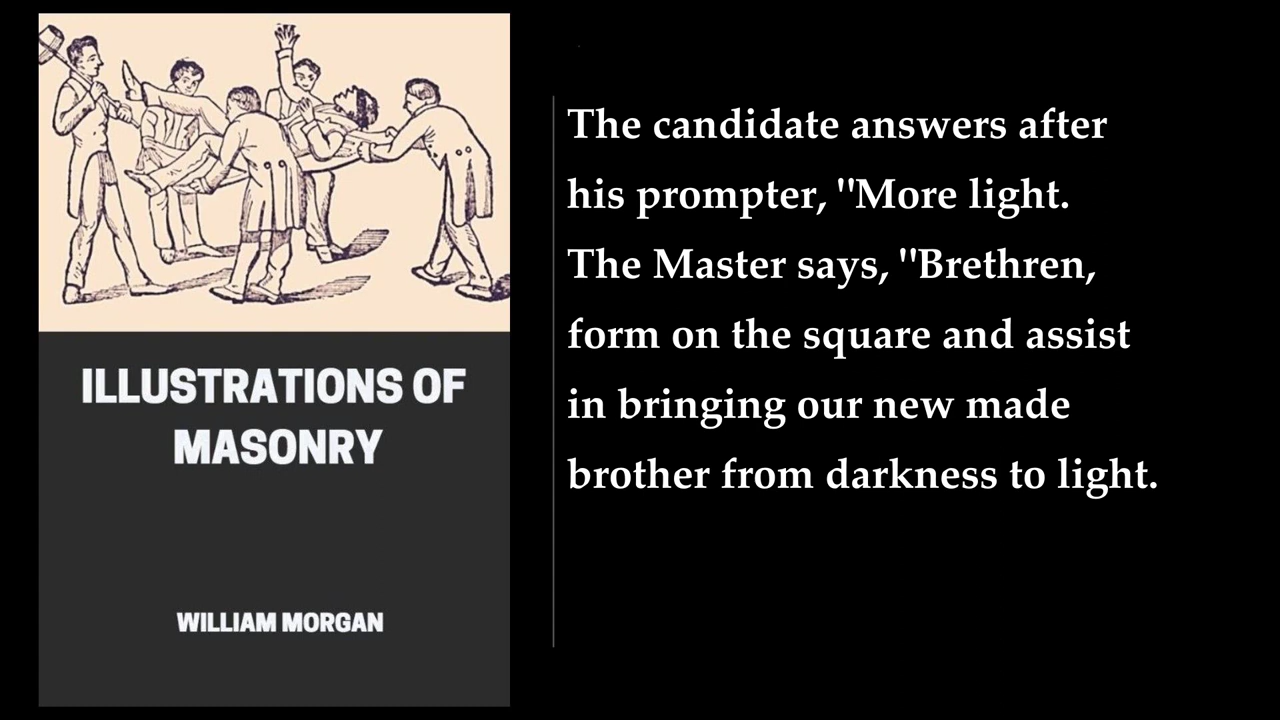 ILLUSTRATIONS OF
MASONRY
WILLIAM MORGAN
The candidate answers after
his prompter, "More light.
The Master says, "Brethren,
form on the square and assist
in bringing our new made
brother from darkness to light.